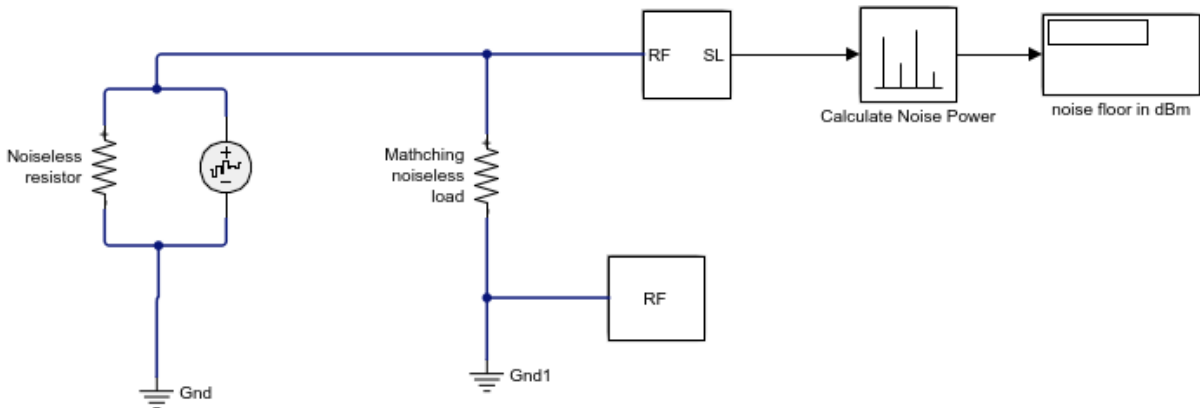 Noiseless
resistor
Gnd
Mathching
noiseless
load
Gnd1
RF SL
RF
Calculate Noise Power
noise floor in dBm